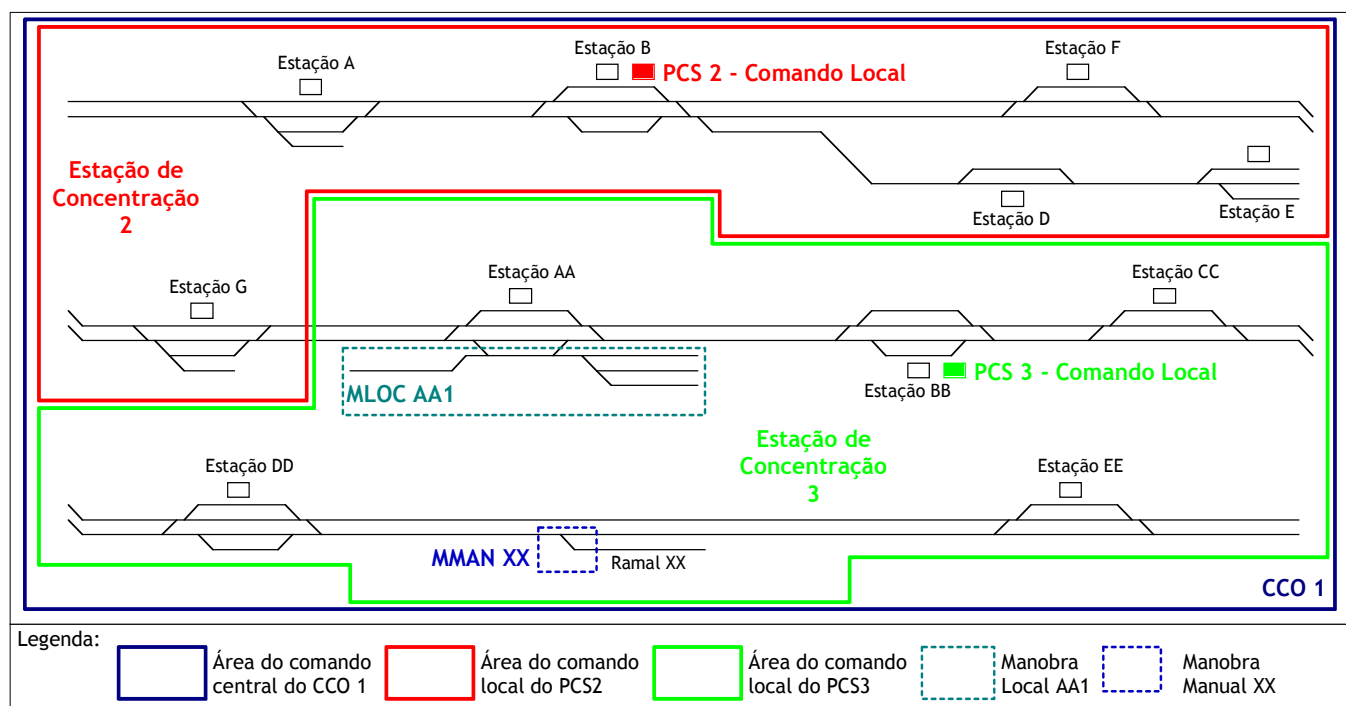 Estação A
Estação B
PCS 2 - Comando Local
Estação F
Estação de
Concentração
2
Estação D
Estação E
Estação G
Estação AA
Estação CC
MLOC AA1
Estação BB
PCS 3 - Comando Local
Estação de
Concentração
3
Estação DD
Estação EE
MMAN XX
Ramal XX
CCO 1
Legenda:
Área do comando
central do CCO 1
Área do comando
local do PCS2
Área do comando
local do PCS3
Manobra
Local AA1
Manobra
Manual XX